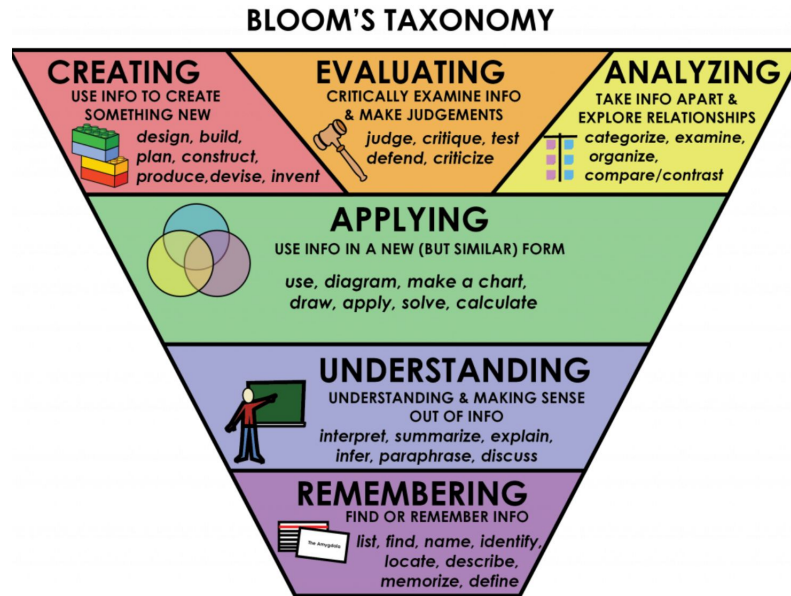 BLOOM'S TAXONOMY
CREATING
USE INFO TO CREATE
SOMETHING NEW
design, build,
plan, construct,
produce,devise, invent
EVALUATING
CRITICALLY EXAMINE INFO
& MAKE JUDGEMENTS
judge, critique, test
defend, criticize
ANALYZING
TAKE INFO APART &
EXPLORE RELATIONSHIPS
categorize, examine,
organize,
compare/contrast
APPLYING
USE INFO IN A NEW (BUT SIMILAR) FORM
use, diagram, make a chart,
draw, apply, solve, calculate
UNDERSTANDING
UNDERSTANDING & MAKING SENSE
OUT OF INFO
interpret, summarize, explain,
infer, paraphrase, discuss
REMEMBERING
FIND OR REMEMBER INFO
The Amygdala
list, find, name, identify,
locate, describe,
memorize, define